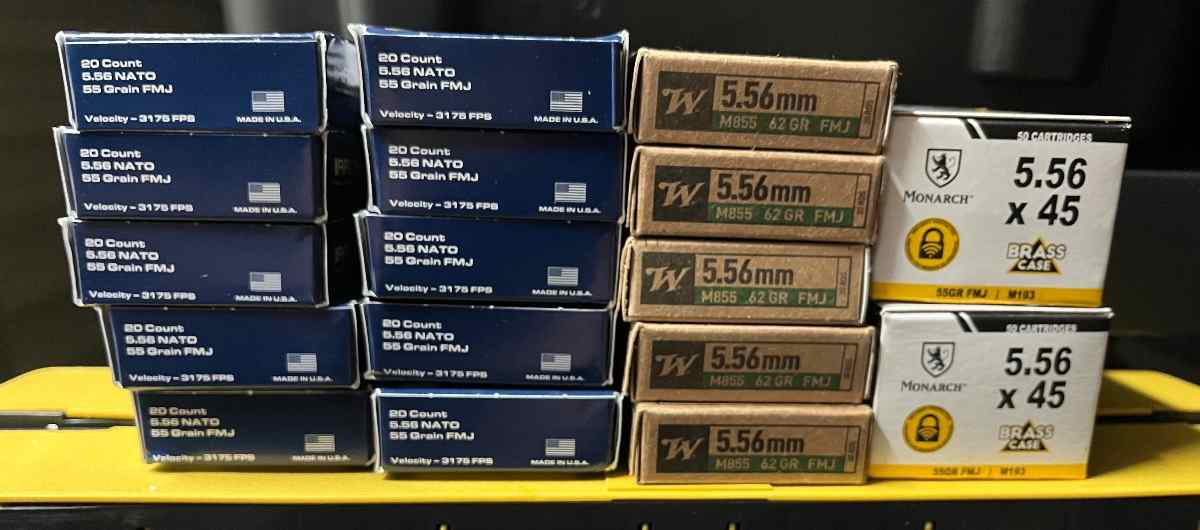 20 Count
5.56 NATO
55 Grain FMJ
Velocity – 3175 FPS
MADE IN U.S.A.
20 Count
5.56 NATO
55 Grain FMJ
Velocity – 3175 FPS
MADE IN U.S.A.
20 Count
5.56 NATO
55 Grain FMJ
Velocity – 3175 FPS
MADE IN U.S.A.
20 Count
5.56 NATO
55 Grain FMJ
Velocity – 3175 FPS
MADE IN U.S.A.
20 Count
5.56 NATO
55 Grain FMJ
Velocity – 3175 FPS
MADE IN U.S.A.
20 Count
5.56 NATO
55 Grain FMJ
Velocity – 3175 FPS
MADE IN U.S.A.
20 Count
5.56 NATO
55 Grain FMJ
Velocity – 3175 FPS
MADE IN U.S.A.
20 Count
5.56 NATO
55 Grain FMJ
Velocity – 3175 FPS
MADE IN U.S.A.
20 Count
5.56 NATO
55 Grain FMJ
Velocity – 3175 FPS
MADE IN U.S.A.
20 Count
5.56 NATO
55 Grain FMJ
Velocity – 3175 FPS
MADE IN U.S.A.
W 5.56mm
M855 62 GR FMJ
W 5.56mm
M855 62 GR FMJ
W 5.56mm
M855 62 GR FMJ
W 5.56mm
M855 62 GR FMJ
W 5.56mm
M855 62 GR FMJ
50 CARTRIDGES
5.56
x 45
MONARCH
BRASS
CASE
55GR FMJ | M193
50 CARTRIDGES
5.56
x 45
MONARCH
BRASS
CASE
55GR FMJ | M193